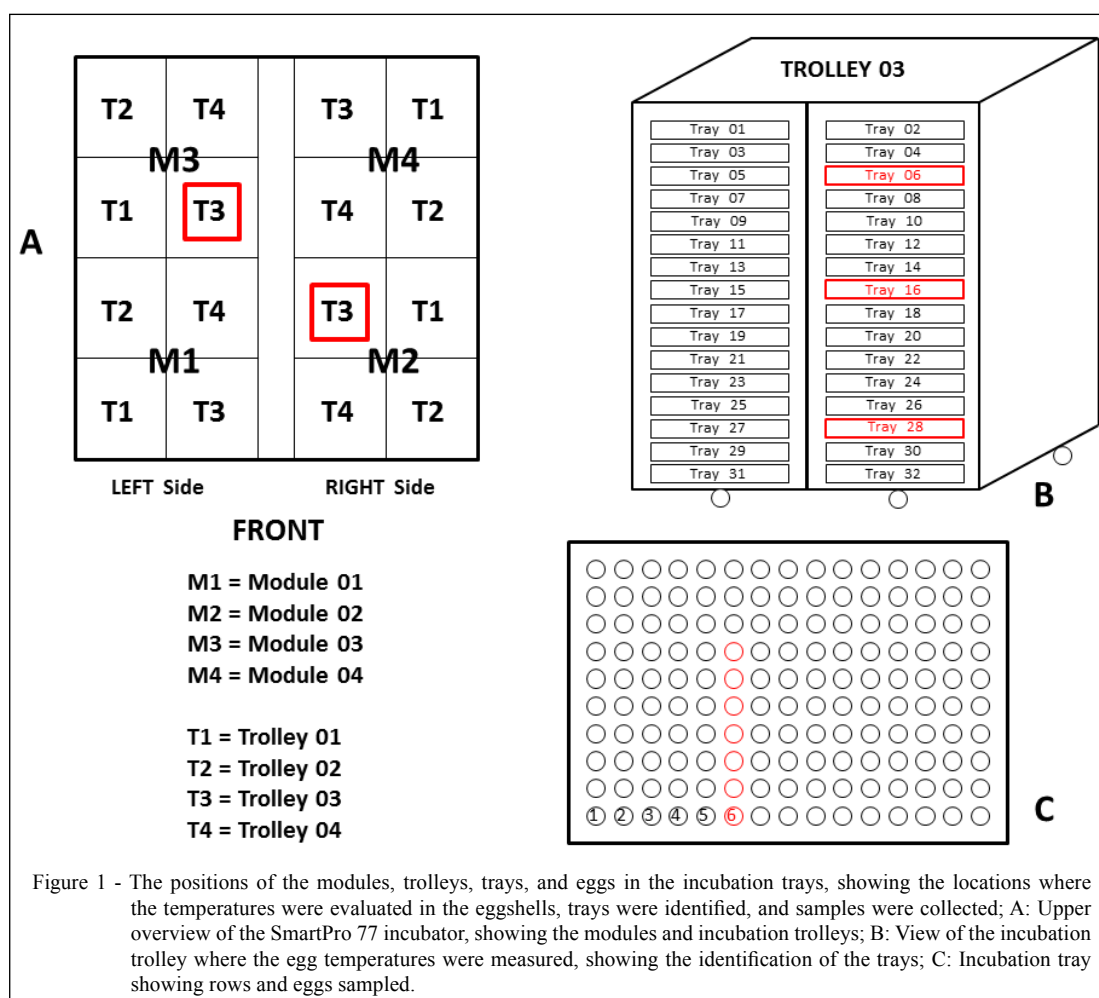 T2 T4 T3 T1
M3 M4
T1 T3 T4 T2
A
T2 T4 T3 T1
M1 M2
T1 T3 T4 T2
LEFT Side RIGHT Side
FRONT
M1 = Module 01
M2 = Module 02
M3 = Module 03
M4 = Module 04
T1 = Trolley 01
T2 = Trolley 02
T3 = Trolley 03
T4 = Trolley 04
TROLLEY 03
Tray 01 Tray 02
Tray 03 Tray 04
Tray 05 Tray 06
Tray 07 Tray 08
Tray 09 Tray 10
Tray 11 Tray 12
Tray 13 Tray 14
Tray 15 Tray 16
Tray 17 Tray 18
Tray 19 Tray 20
Tray 21 Tray 22
Tray 23 Tray 24
Tray 25 Tray 26
Tray 27 Tray 28
Tray 29 Tray 30
Tray 31 Tray 32
B
1 2 3 4 5 6
C
Figure 1 - The positions of the modules, trolleys, trays, and eggs in the incubation trays, showing the locations where
the temperatures were evaluated in the eggshells, trays were identified, and samples were collected; A: Upper
overview of the SmartPro 77 incubator, showing the modules and incubation trolleys; B: View of the incubation
trolley where the egg temperatures were measured, showing the identification of the trays; C: Incubation tray
showing rows and eggs sampled.